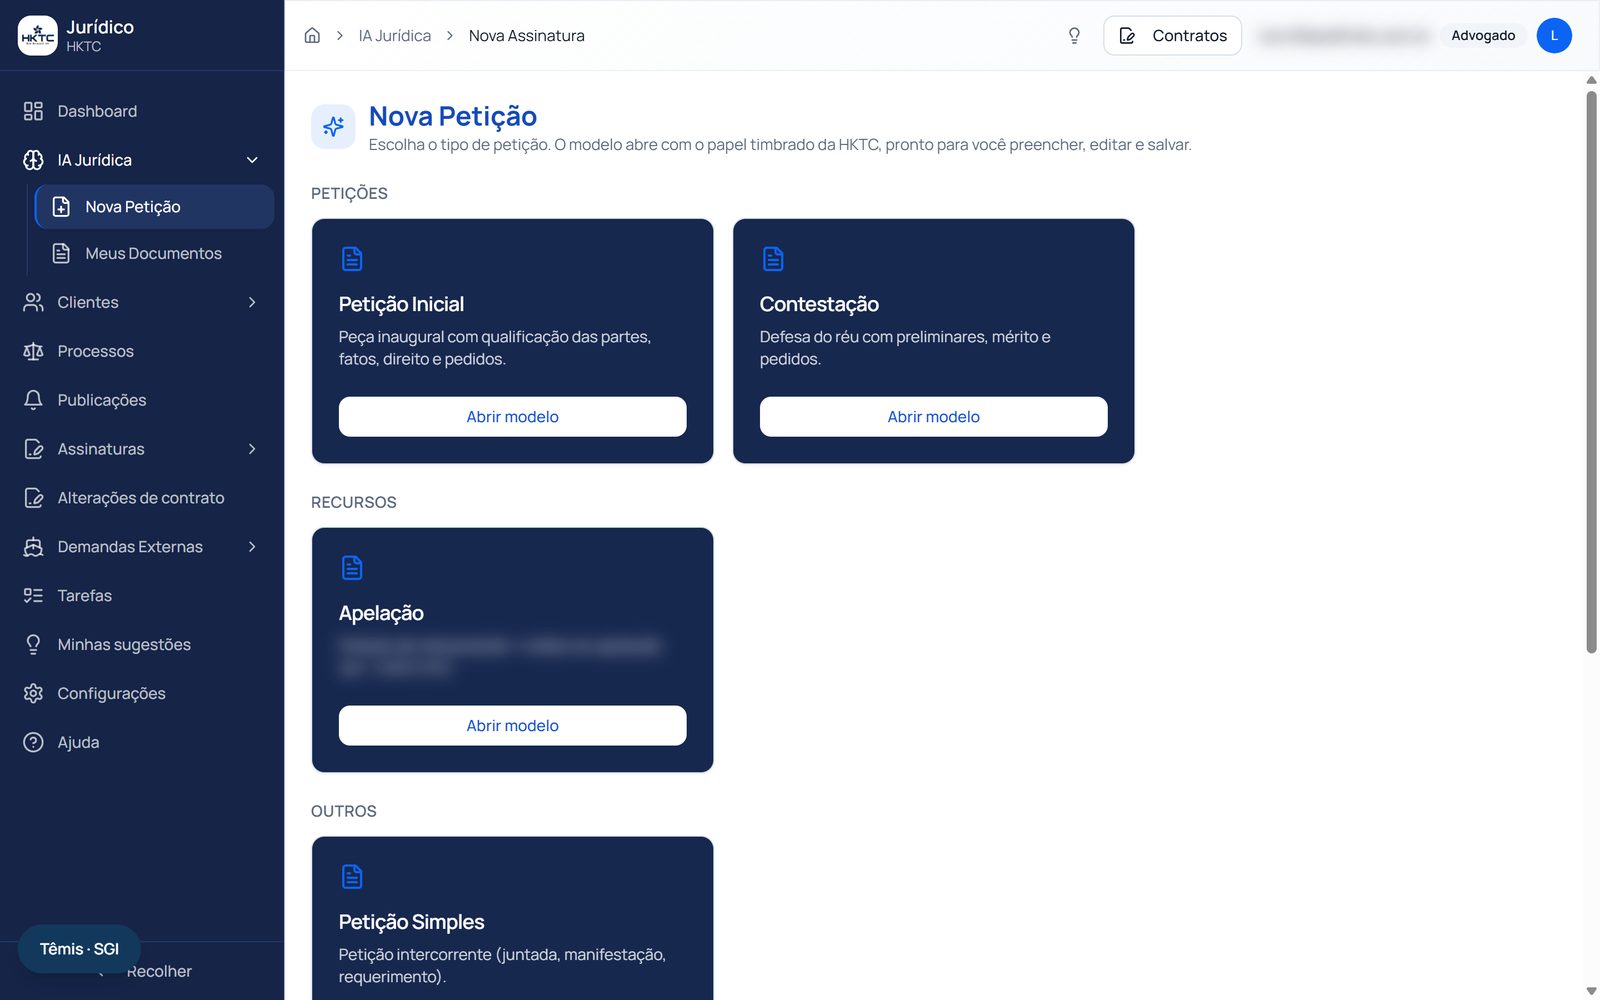 HKTC
Jurídico
HKTC
Dashboard
IA Jurídica
Nova Petição
Meus Documentos
Clientes
Processos
Publicações
Assinaturas
Alterações de contrato
Demandas Externas
Tarefas
Minhas sugestões
Configurações
Ajuda
Têmis · SGI
Recolher
IA Jurídica
Nova Assinatura
Contratos
Advogado
L
Nova Petição
Escolha o tipo de petição. O modelo abre com o papel timbrado da HKTC, pronto para você preencher, editar e salvar.
PETIÇÕES
Petição Inicial
Peça inaugural com qualificação das partes,
fatos, direito e pedidos.
Abrir modelo
Contestação
Defesa do réu com preliminares, mérito e
pedidos.
Abrir modelo
RECURSOS
Apelação
Abrir modelo
OUTROS
Petição Simples
Petição intercorrente (juntada, manifestação,
requerimento).